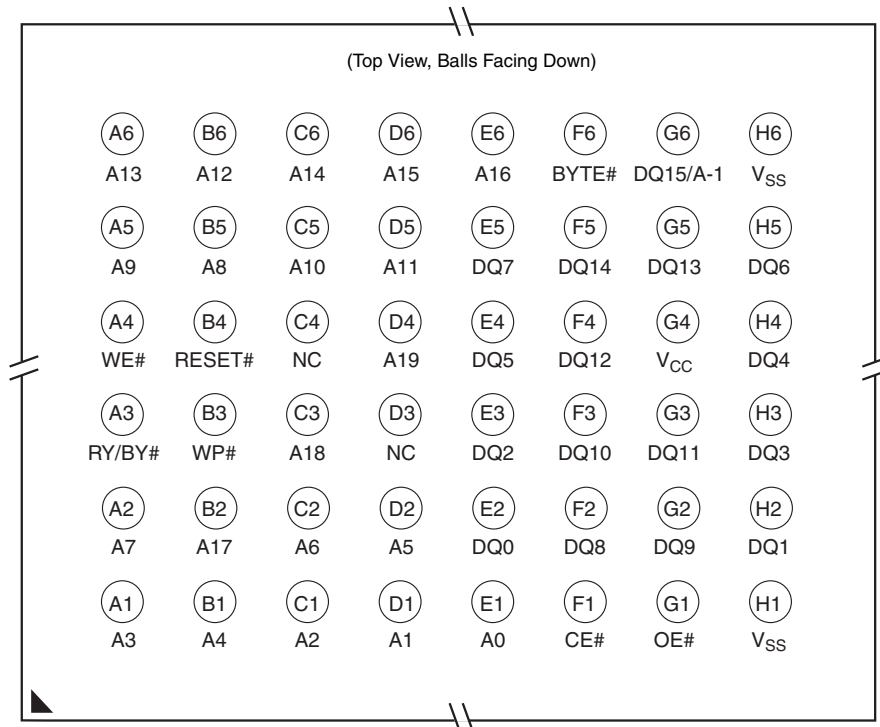 (Top View, Balls Facing Down)
A6 B6 C6 D6 E6 F6 G6 H6
A13 A12 A14 A15 A16 BYTE# DQ15/A-1 VSS
A5 B5 C5 D5 E5 F5 G5 H5
A9 A8 A10 A11 DQ7 DQ14 DQ13 DQ6
A4 B4 C4 D4 E4 F4 G4 H4
WE# RESET# NC A19 DQ5 DQ12 VCC DQ4
A3 B3 C3 D3 E3 F3 G3 H3
RY/BY# WP# A18 NC DQ2 DQ10 DQ11 DQ3
A2 B2 C2 D2 E2 F2 G2 H2
A7 A17 A6 A5 DQ0 DQ8 DQ9 DQ1
A1 B1 C1 D1 E1 F1 G1 H1
A3 A4 A2 A1 A0 CE# OE# VSS